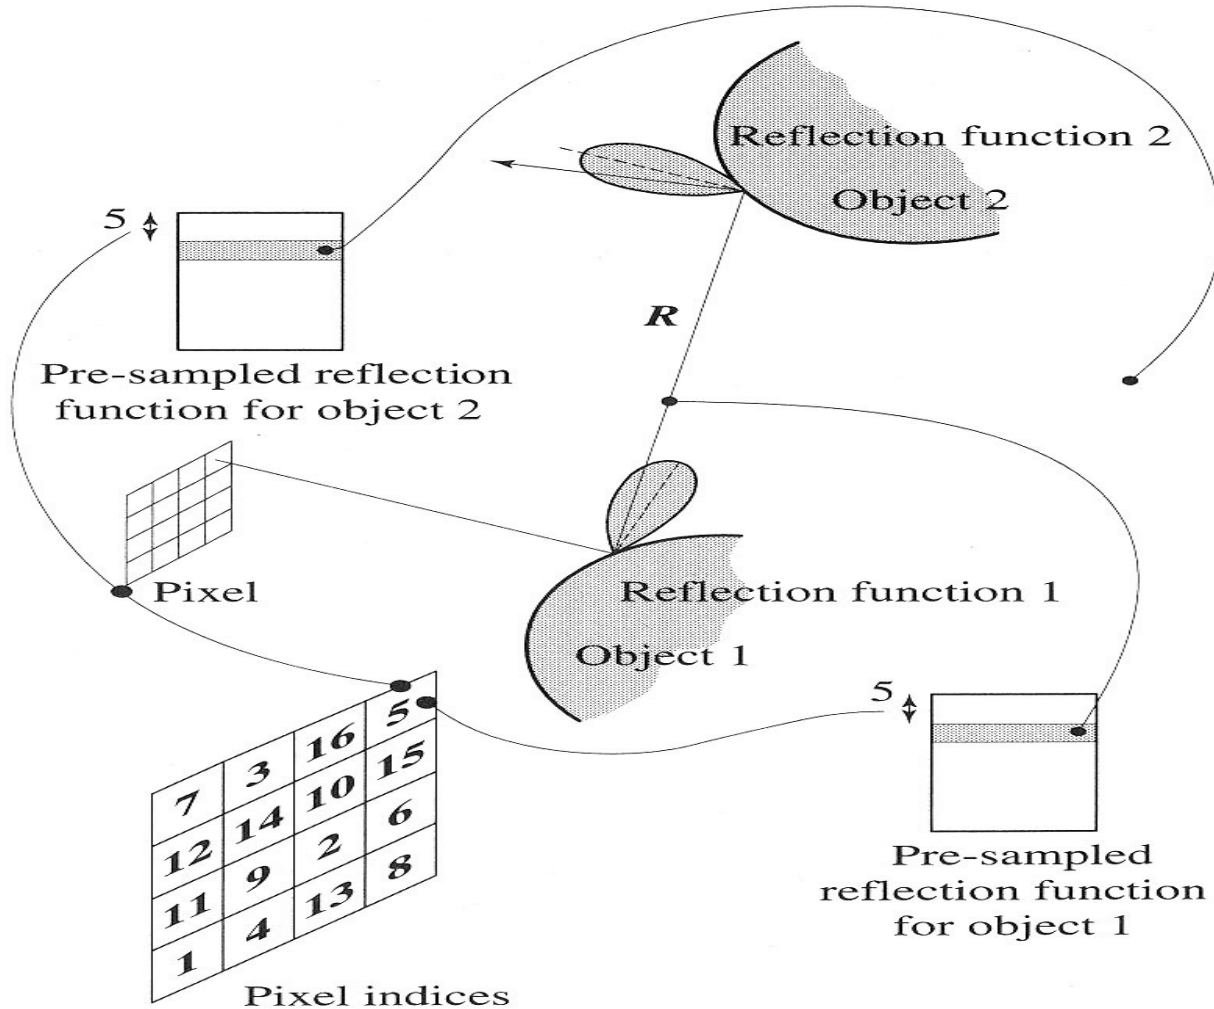 Reflection function 2
Object 2
5
R
Pre-sampled reflection
function for object 2
Pixel
Reflection function 1
Object 1
5
7 3 16 5
12 14 10 15
11 9 2 6
1 4 13 8
Pixel indices
Pre-sampled
reflection function
for object 1